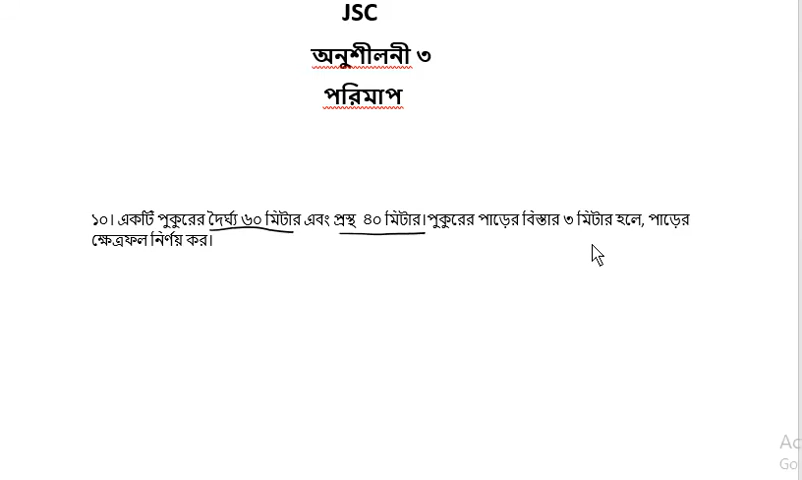 JSC
অনুশীলনী ৩
পরিমাপ
১০। একটি পুকুরের দৈর্ঘ্য ৬০ মিটার এবং প্রস্থ ৪০ মিটার।পুকুরের পাড়ের বিস্তার ৩ মিটার হলে, পাড়ের
ক্ষেত্রফল নির্ণয় কর।